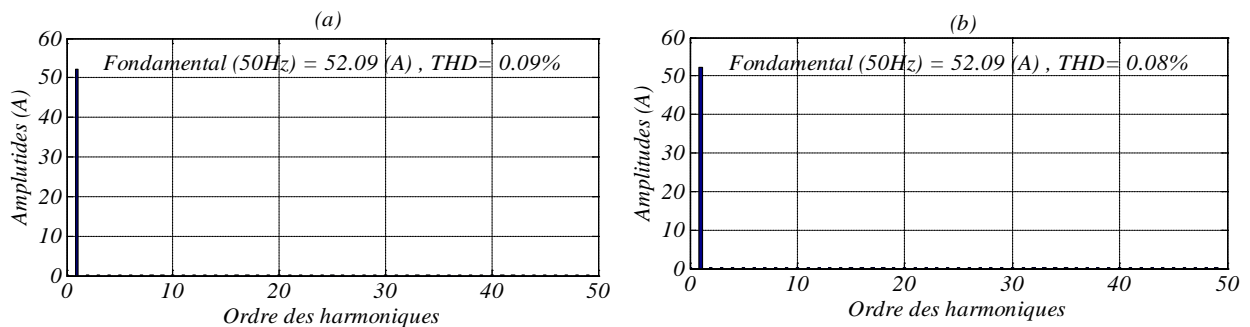 (a)
60
50
40
30
20
10
0
Fondamental (50Hz) = 52.09 (A) , THD= 0.09%
Amplutides (A)
0 10 20 30 40 50
Ordre des harmoniques
(b)
60
50
40
30
20
10
0
Fondamental (50Hz) = 52.09 (A) , THD= 0.08%
Amplitudes (A)
0 10 20 30 40 50
Ordre des harmoniques